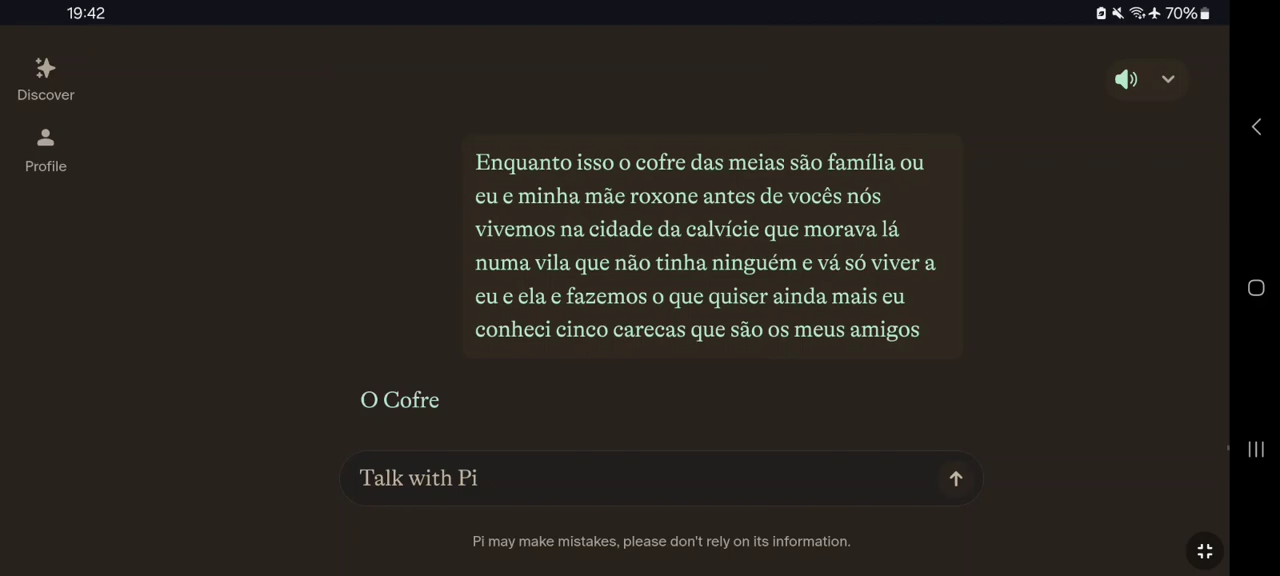 19:42
70%
Discover
Profile
Enquanto isso o cofre das meias são família ou
eu e minha mãe roxone antes de vocês nós
vivemos na cidade da calvície que morava lá
numa vila que não tinha ninguém e vá só viver a
eu e ela e fazemos o que quiser ainda mais eu
conheci cinco carecas que são os meus amigos
O Cofre
Talk with Pi
Pi may make mistakes, please don't rely on its information.